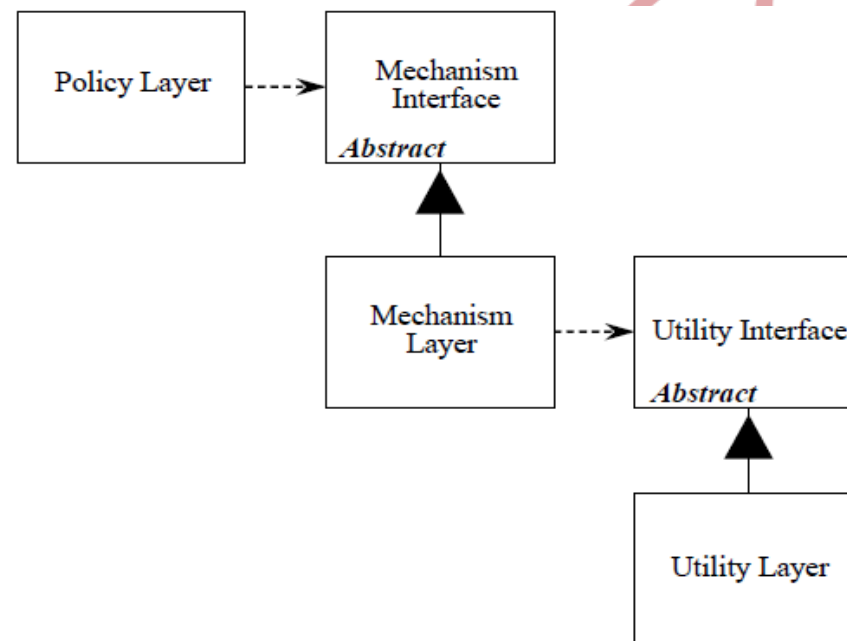 Policy Layer
Mechanism
Interface
Abstract
Mechanism
Layer
Utility Interface
Abstract
Utility Layer